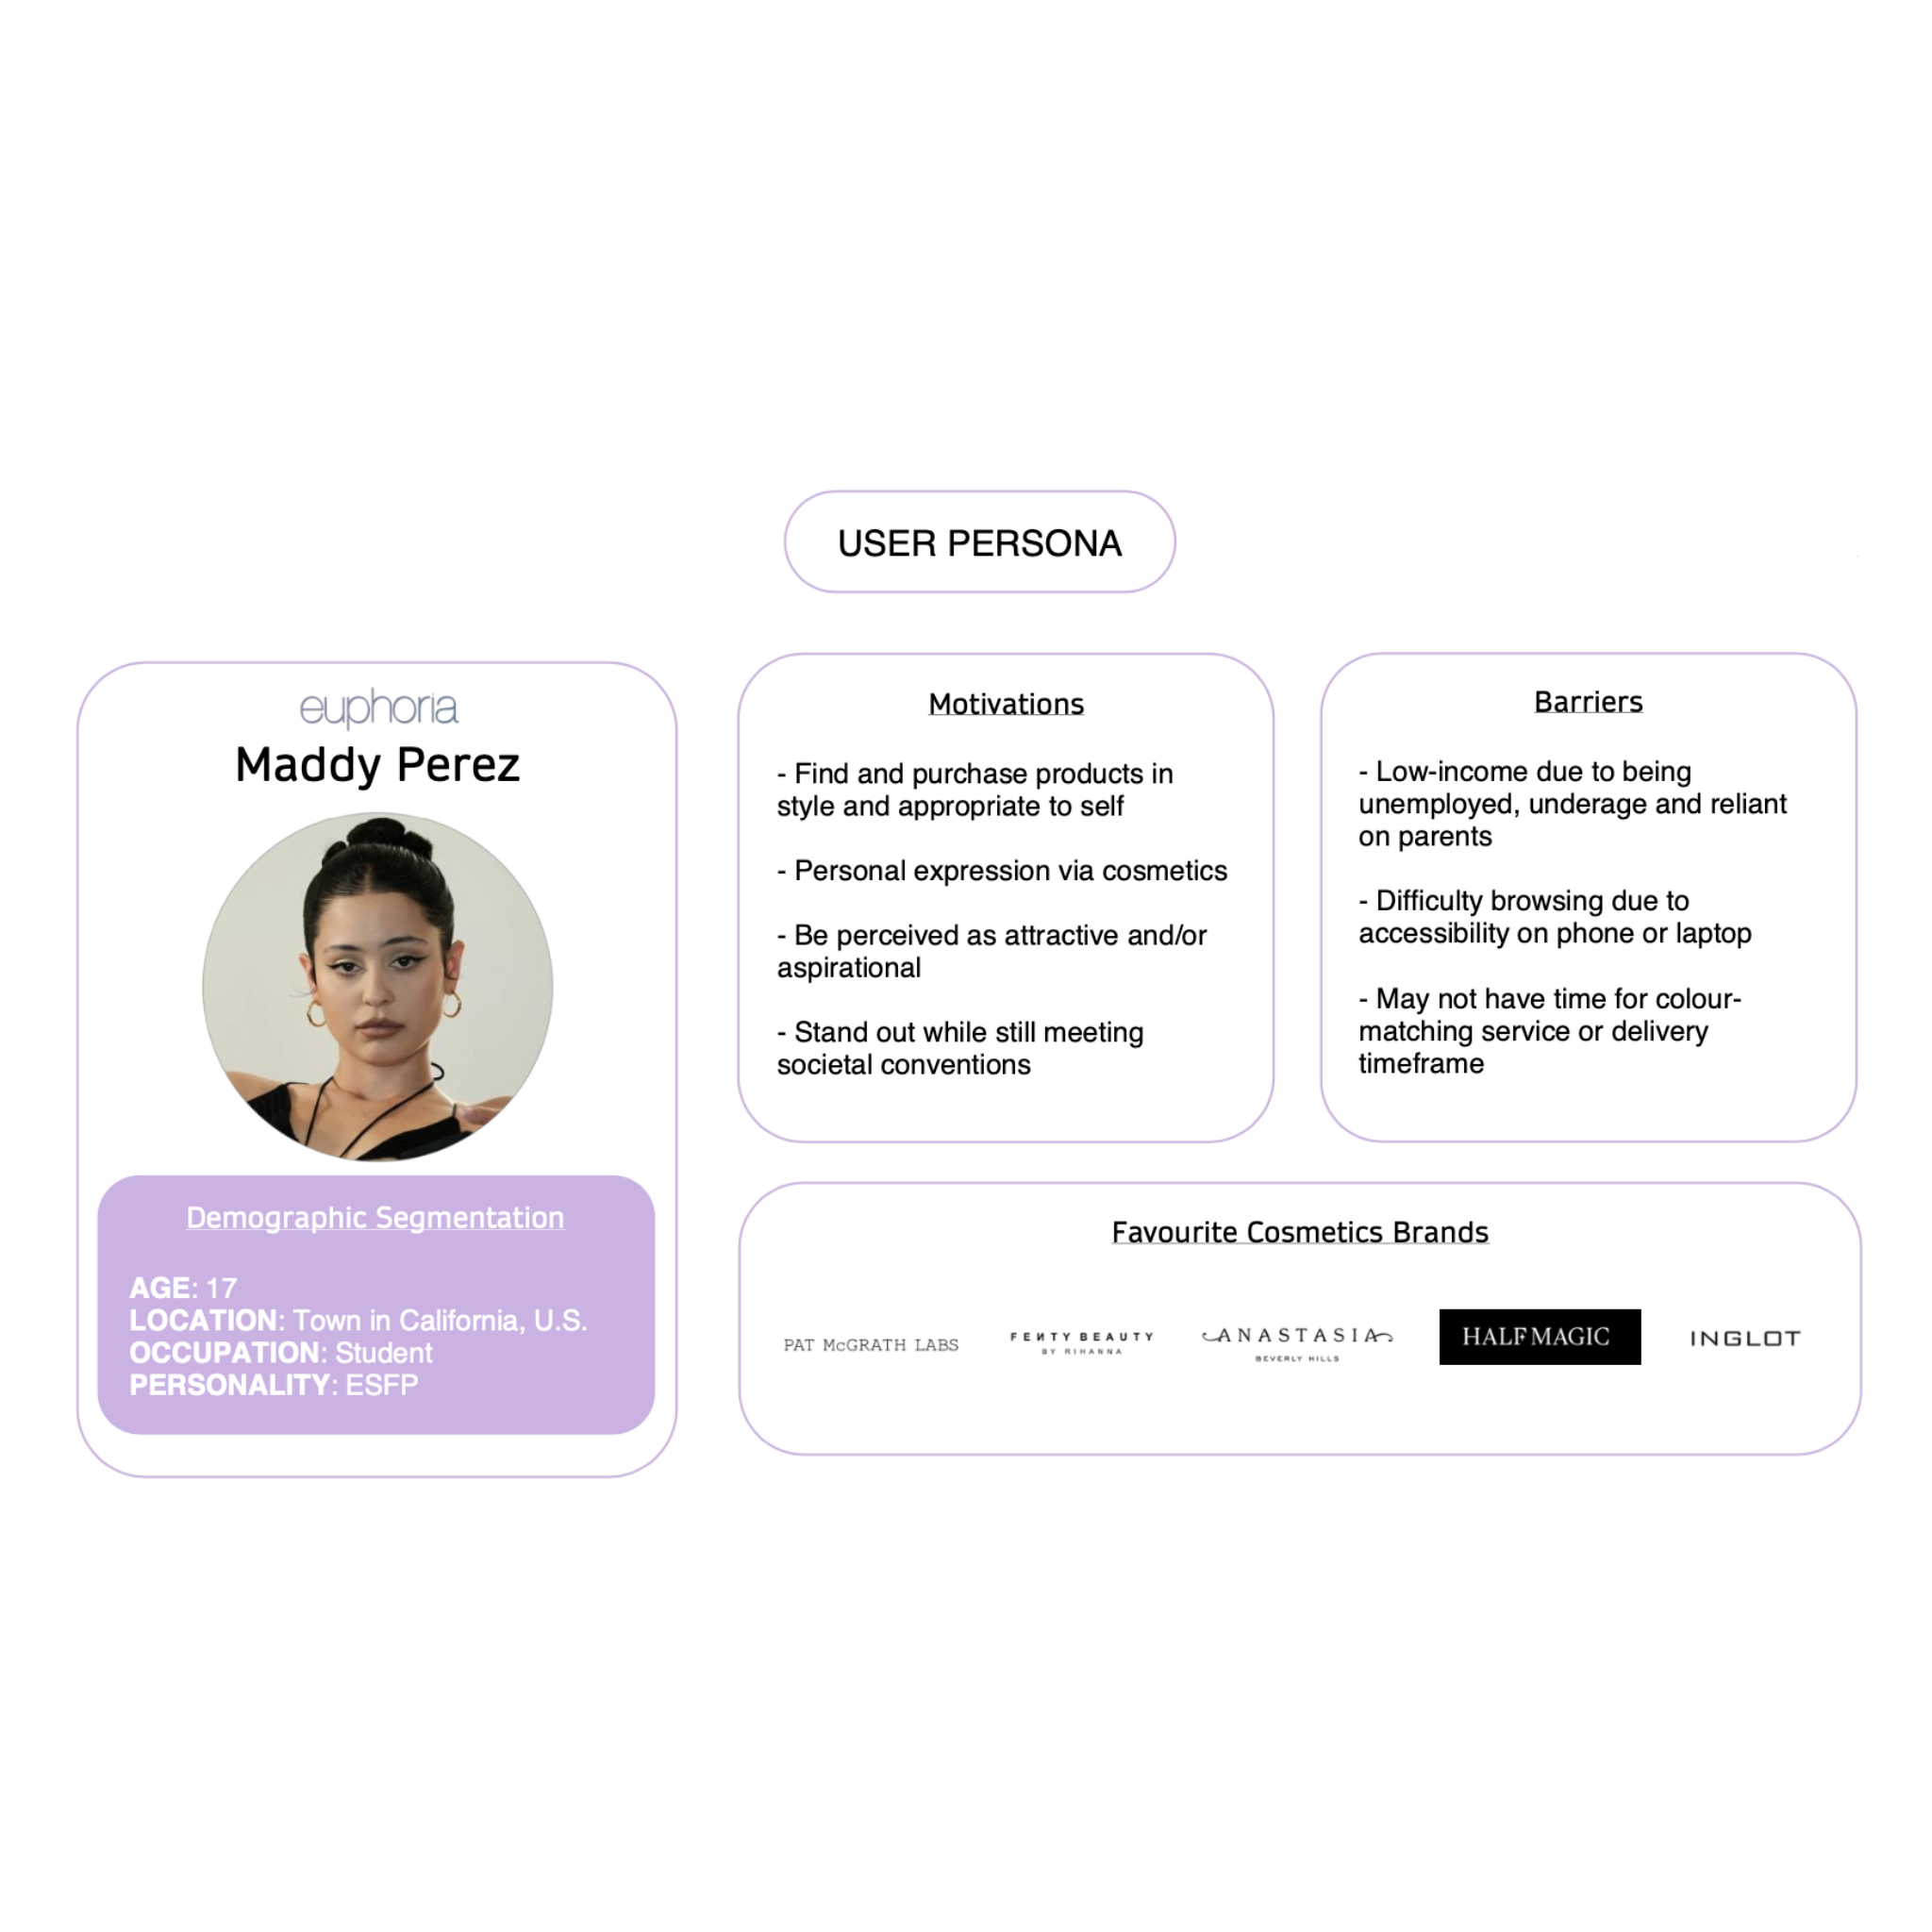 USER PERSONA
euphoria
Maddy Perez
Demographic Segmentation
AGE: 17
LOCATION: Town in California, U.S.
OCCUPATION: Student
PERSONALITY: ESFP
Motivations
- Find and purchase products in
style and appropriate to self
- Personal expression via cosmetics
- Be perceived as attractive and/or
aspirational
- Stand out while still meeting
societal conventions
Barriers
- Low-income due to being
unemployed, underage and reliant
on parents
- Difficulty browsing due to
accessibility on phone or laptop
- May not have time for colour-
matching service or delivery
timeframe
Favourite Cosmetics Brands
PAT McGRATH LABS
FENTY BEAUTY
BY RIHANNA
ANASTASIA
BEVERLY HILLS
HALF MAGIC
INGLOT